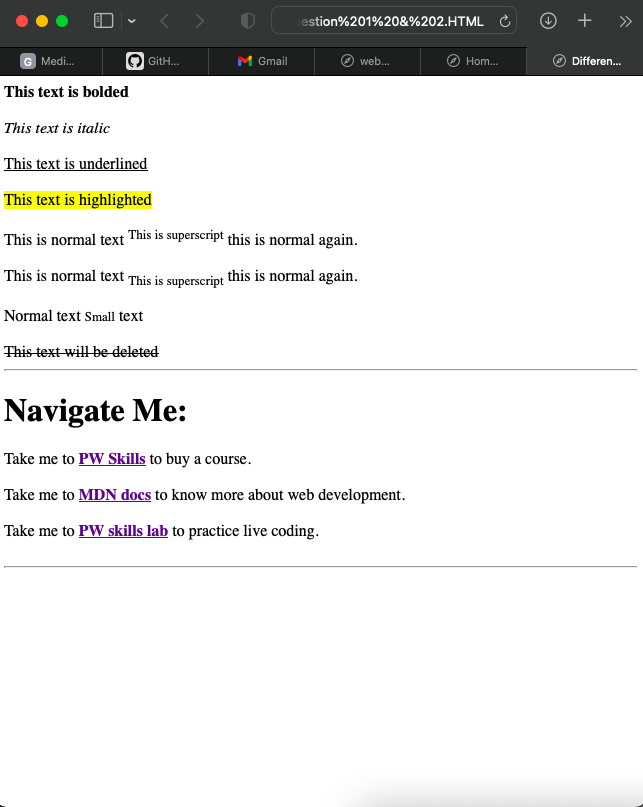 estion%201%20&%202.HTML
G Medi...
GitH...
Gmail
web...
Hom...
Differen...
This text is bolded
This text is italic
This text is underlined
This text is highlighted
This is normal text This is superscript this is normal again.
This is normal text This is superscript this is normal again.
Normal text Small text
This text will be deleted
Navigate Me:
Take me to PW Skills to buy a course.
Take me to MDN docs to know more about web development.
Take me to PW skills lab to practice live coding.